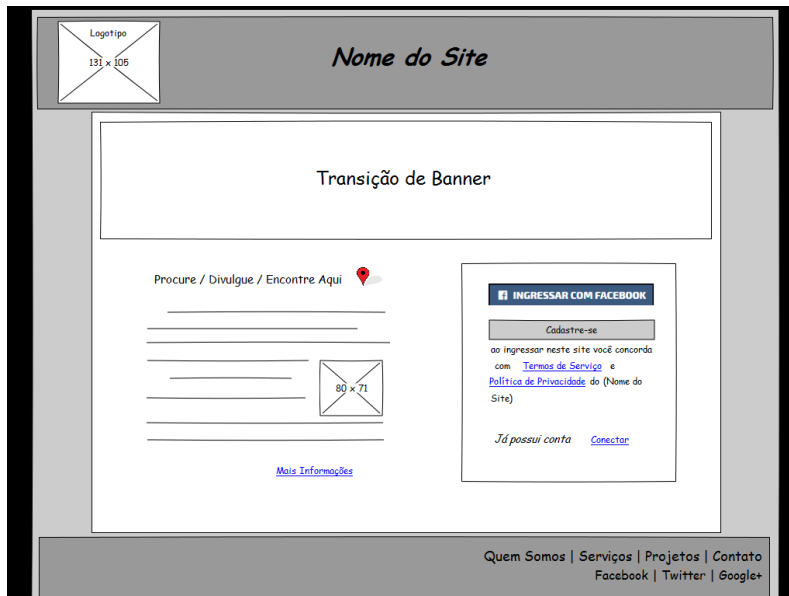 Logotipo
131 x 105
Nome do Site
Transição de Banner
Procure / Divulgue / Encontre Aqui
80 x 71
Mais Informações
INGRESSAR COM FACEBOOK
Cadastre-se
ao ingressar neste site você concorda
com Termos de Serviço e
Política de Privacidade do (Nome do
Site)
Já possui conta Conectar
Quem Somos | Serviços | Projetos | Contato
Facebook | Twitter | Google+